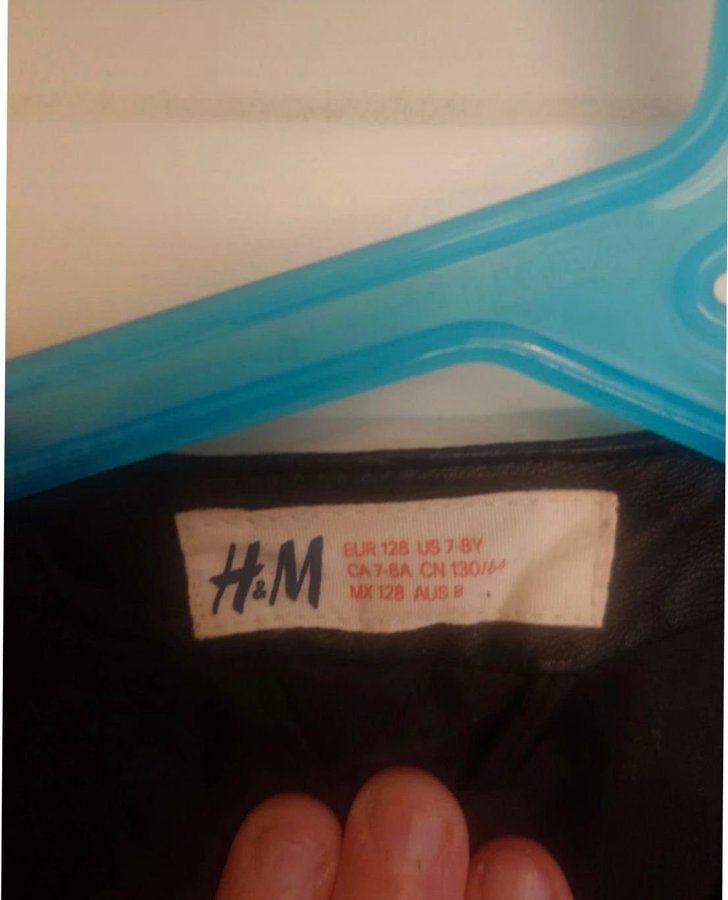 H&M
EUR 128 US 7-8Y
CA 7-8A CN 130/64
MX 128 AUS 8